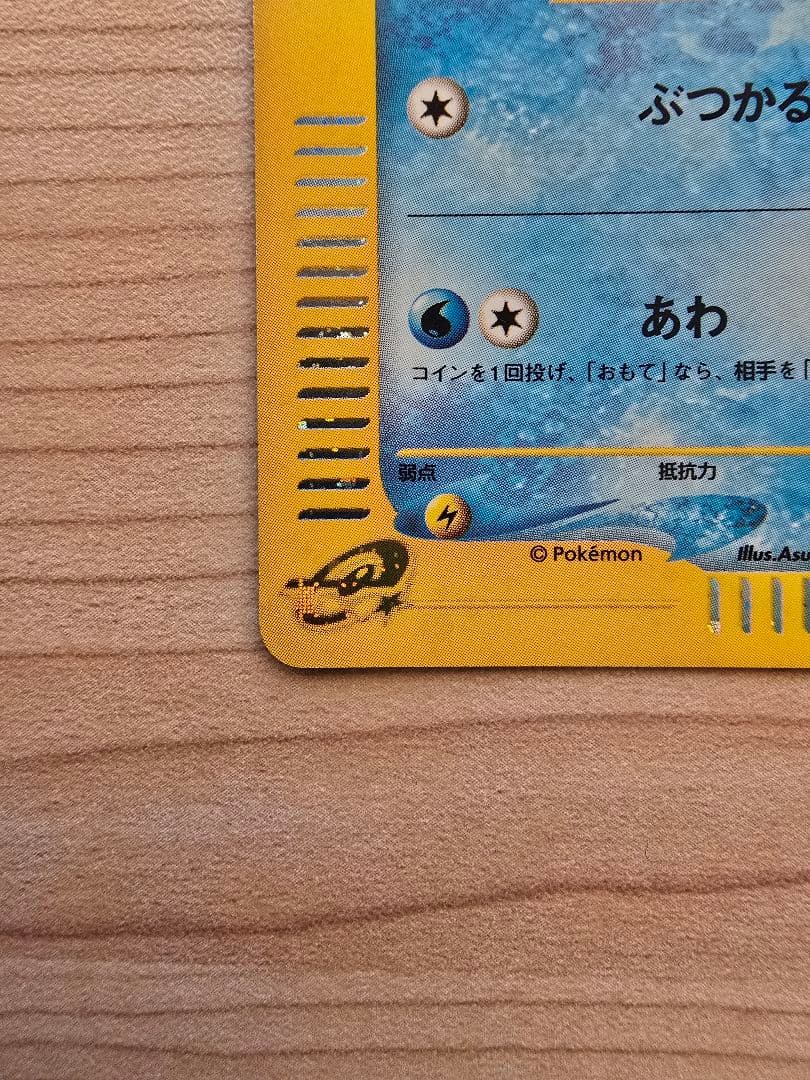 ぶつかる
あわ
コインを1回投げ、「おもて」なら、相手を「
弱点 抵抗力
© Pokémon Illus.Asu